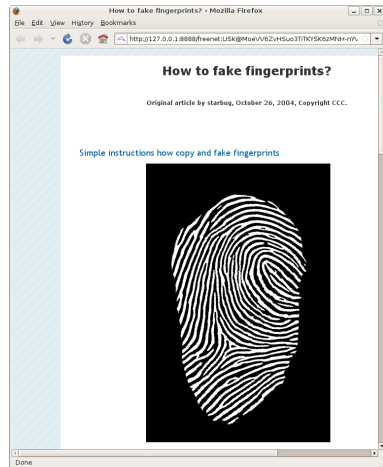 How to fake fingerprints? - Mozilla Firefox
File Edit View History Bookmarks
How to fake fingerprints?
Original article by starbug, October 26, 2004, Copyright CCC.
Simple instructions how copy and fake fingerprints
Done